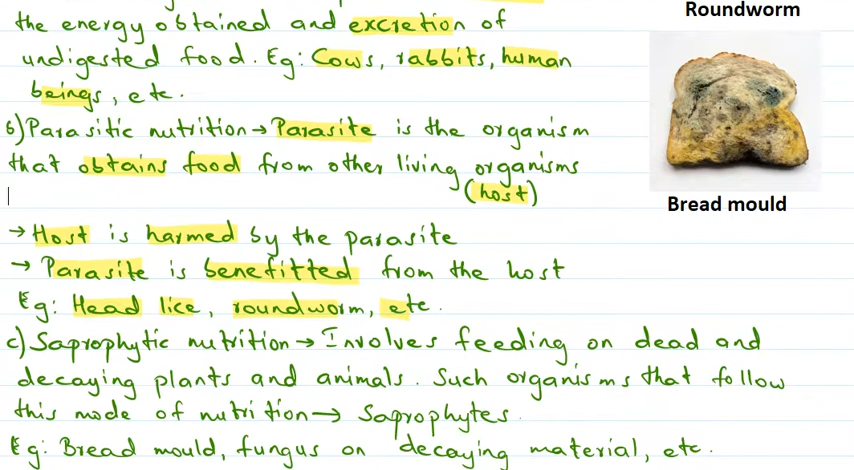 the energy obtained and excretion of
undigested food. Eg: Cows, rabbits, human
beings, etc.
b) Parasitic nutrition → Parasite is the organism
that obtains food from other living organisms
(host)
→ Host is harmed by the parasite
→ Parasite is benefitted from the host
Eg: Head lice, roundworm, etc.
c) Saprophytic nutrition → Involves feeding on dead and
decaying plants and animals. Such organisms that follow
this mode of nutrition → Saprophytes.
Eg: Bread mould, fungus on decaying material, etc.
Roundworm
Bread mould